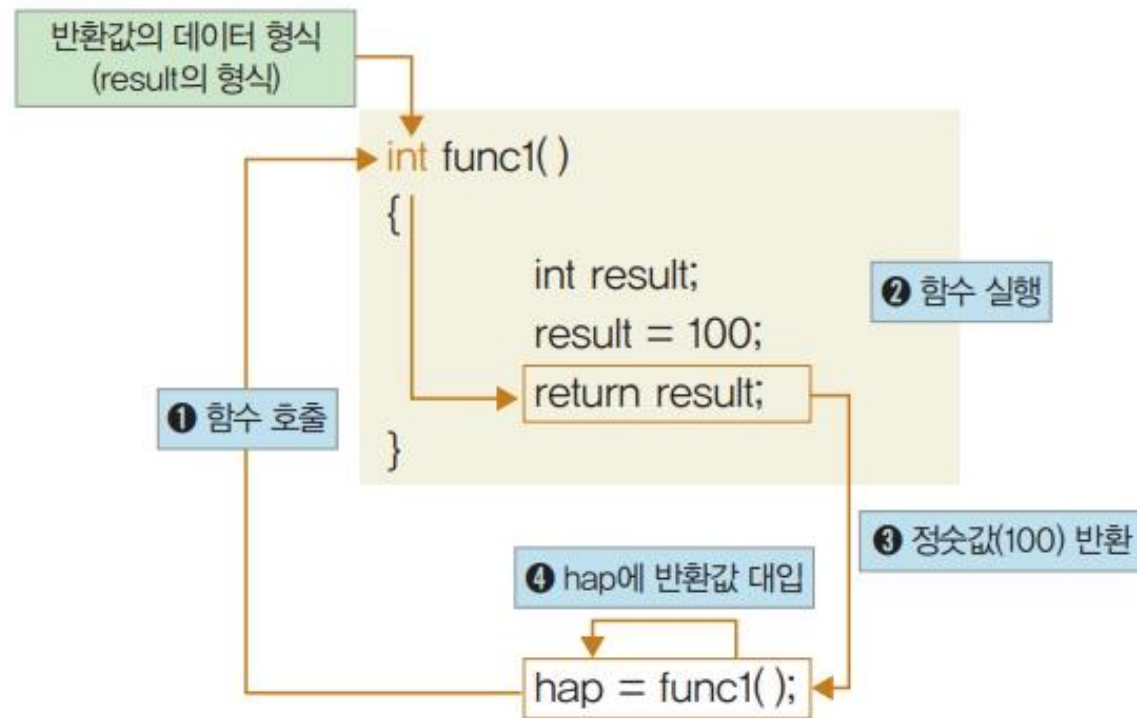 반환값의 데이터 형식
(result의 형식)
int func1( )
{
int result;
result = 100;
return result;
}
❷ 함수 실행
❶ 함수 호출
❸ 정숫값(100) 반환
❹ hap에 반환값 대입
hap = func1( );